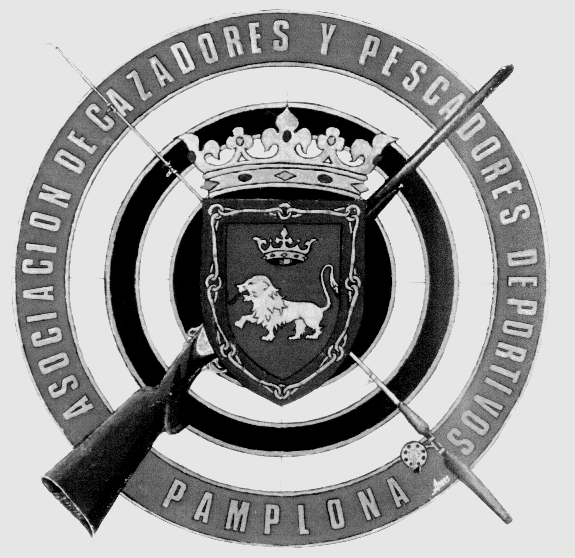 ASOCIACION DE CAZADORES Y PESCADORES DEPORTIVOS
PAMPLONA